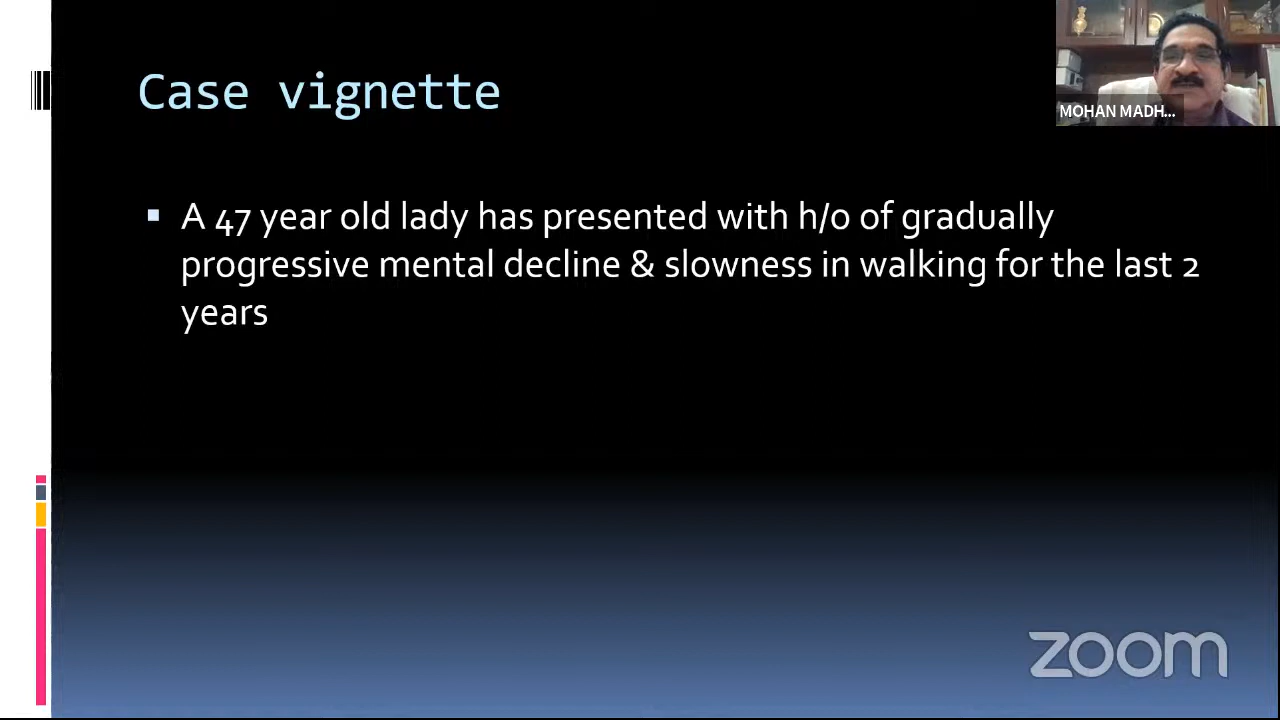 Case vignette
MOHAN MADH...
A 47 year old lady has presented with h/o of gradually
progressive mental decline & slowness in walking for the last 2
years
zoom